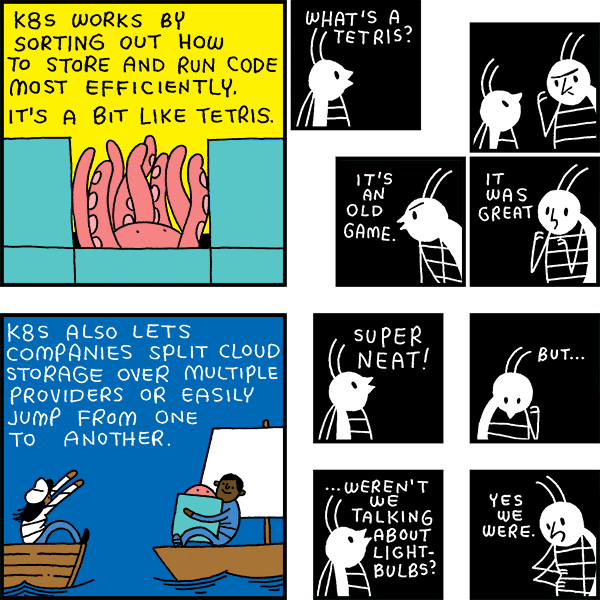 K8S WORKS BY
SORTING OUT HOW
TO STORE AND RUN CODE
MOST EFFICIENTLY.
IT'S A BIT LIKE TETRIS.
WHAT'S A
TETRIS?
IT'S
AN
OLD
GAME.
IT
WAS
GREAT
K8S ALSO LETS
COMPANIES SPLIT CLOUD
STORAGE OVER MULTIPLE
PROVIDERS OR EASILY
JUMP FROM ONE
TO ANOTHER.
SUPER
NEAT!
BUT...
...WEREN'T
WE
TALKING
ABOUT
LIGHT-
BULBS?
YES
WE
WERE.